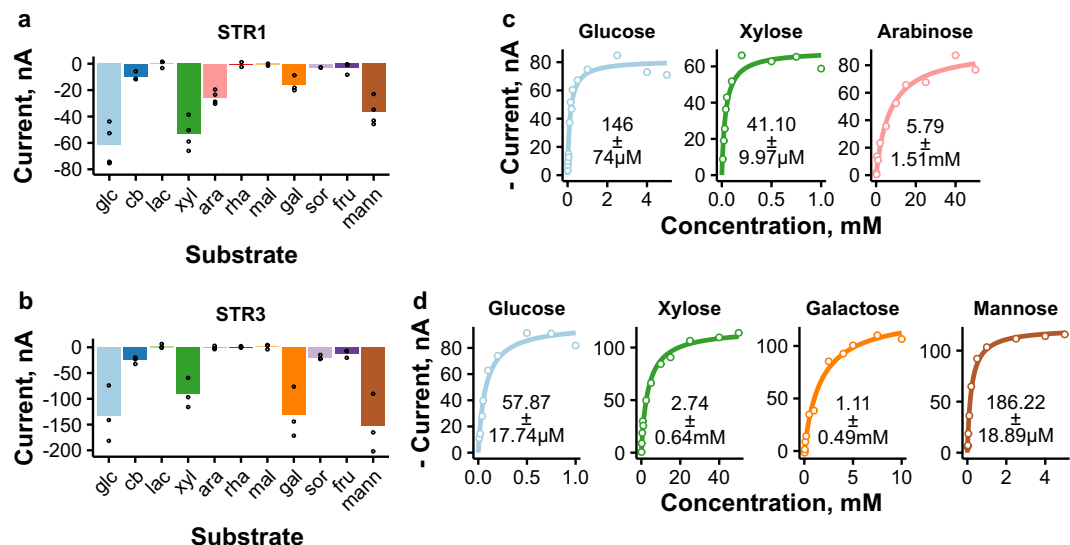 a
STR1
Current, nA
0
-20
-40
-60
-80
glc
cb
lac
xyl
ara
rha
mal
gal
sor
fru
mann
Substrate
b
STR3
Current, nA
0
-50
-100
-150
-200
glc
cb
lac
xyl
ara
rha
mal
gal
sor
fru
mann
Substrate
c
- Current, nA
Glucose
80
60
40
20
0
146
±
74µM
0
2
4
Xylose
60
40
20
0
41.10
±
9.97µM
0.0
0.5
1.0
Arabinose
80
60
40
20
0
5.79
±
1.51mM
0
20
40
Concentration, mM
d
- Current, nA
Glucose
80
60
40
20
0
57.87
±
17.74µM
0.0
0.5
1.0
Xylose
100
50
0
2.74
±
0.64mM
0
20
40
Galactose
100
50
0
1.11
±
0.49mM
0
5
10
Mannose
100
50
0
186.22
±
18.89µM
0
2
4
Concentration, mM